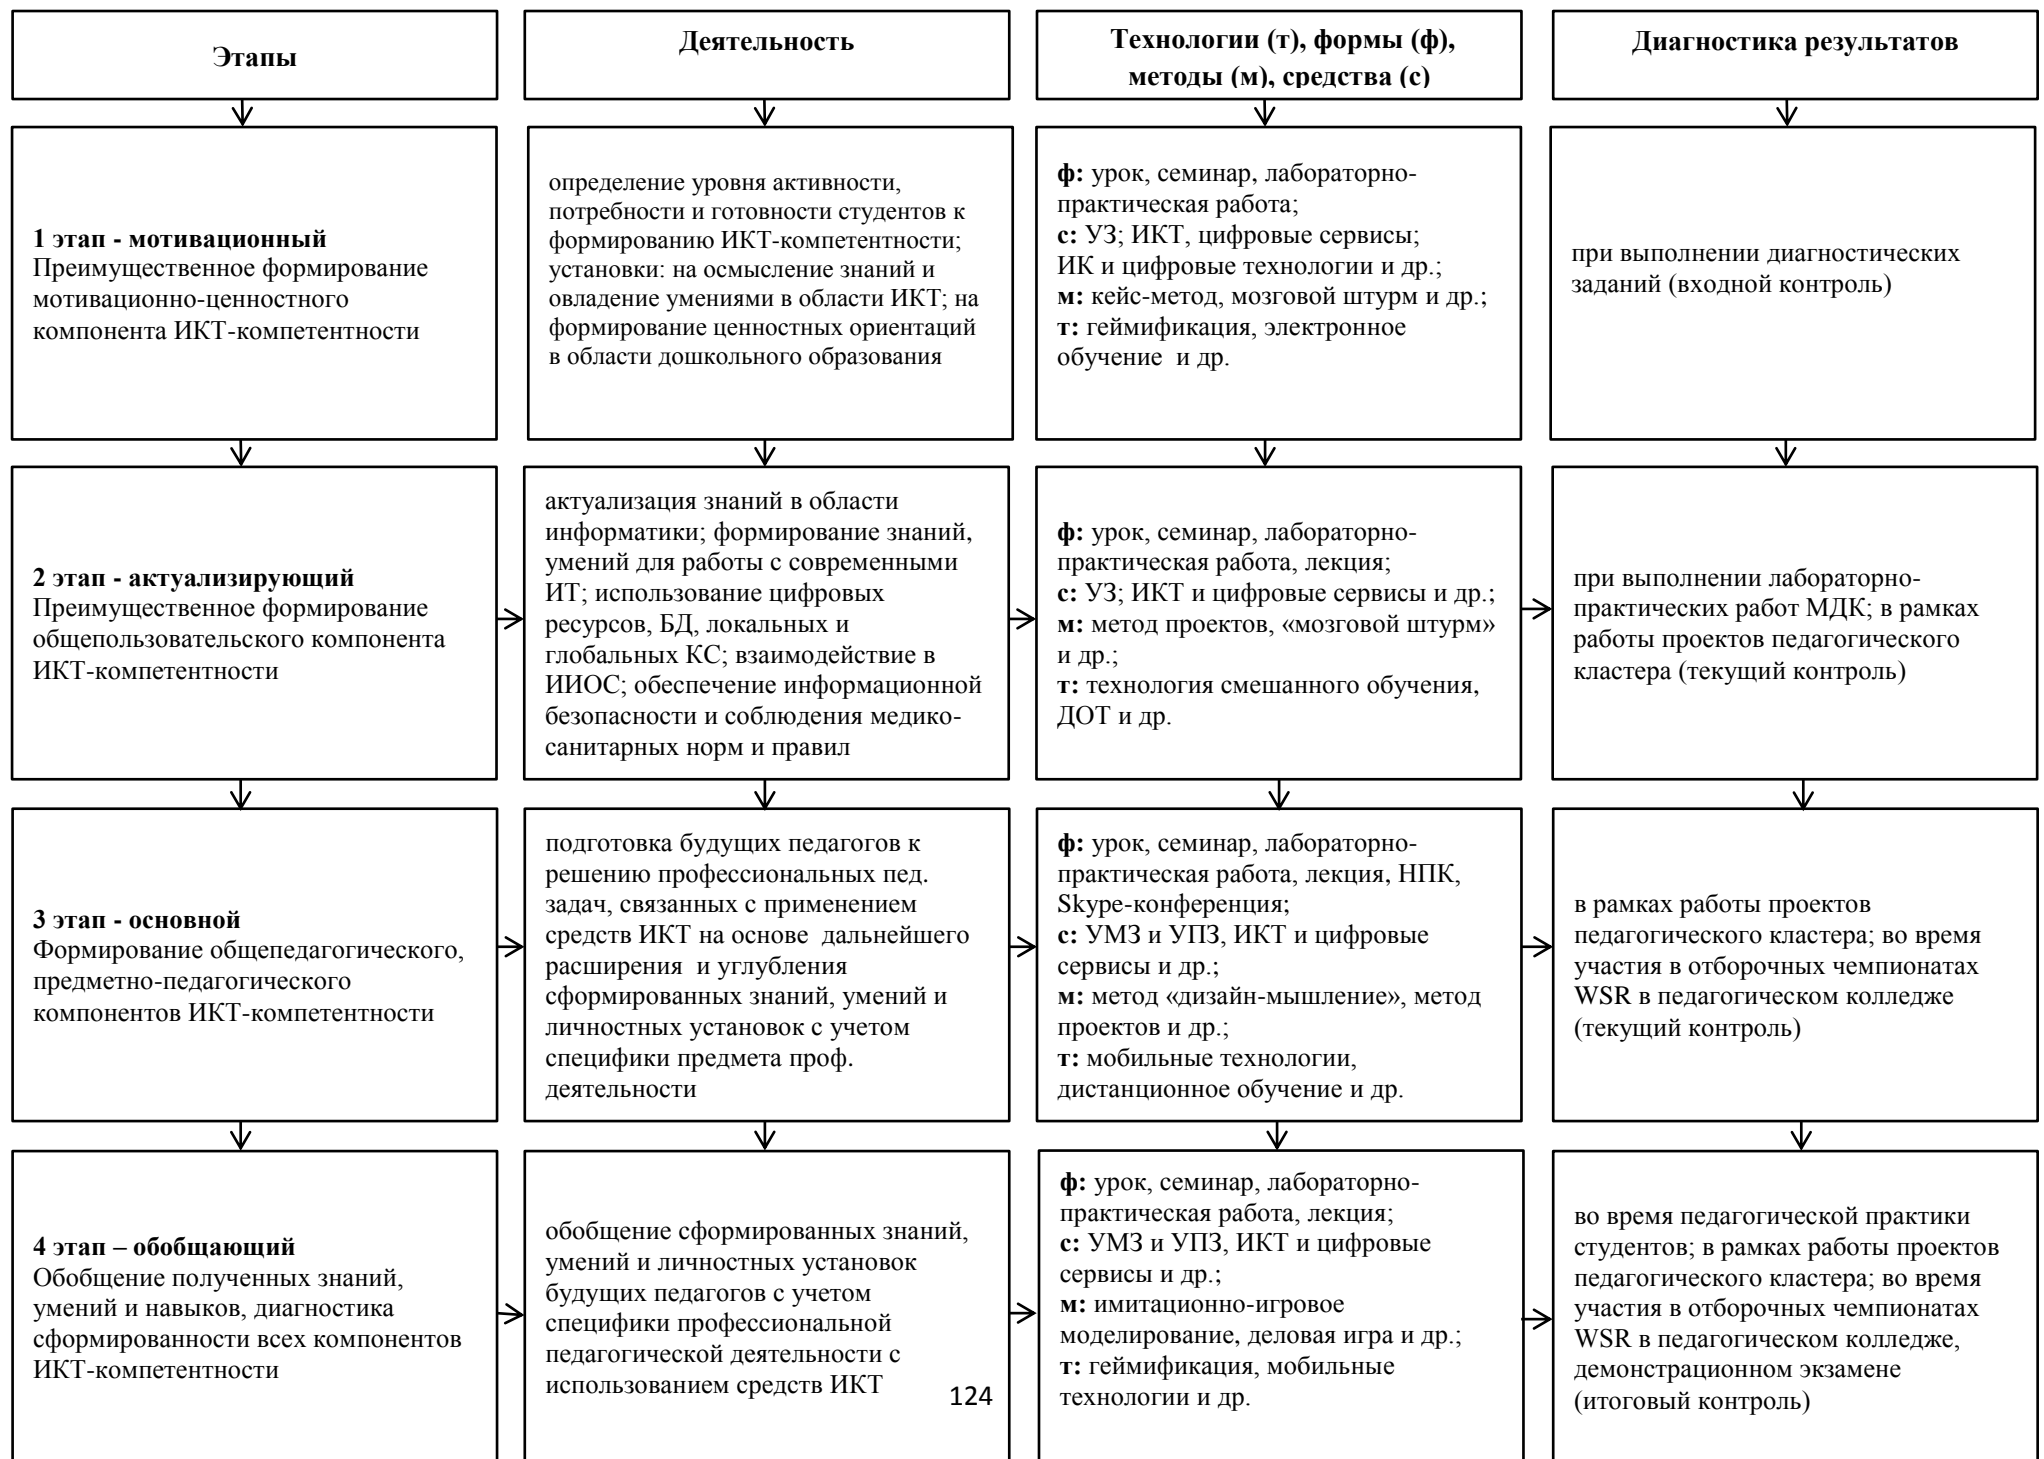 Этапы
Деятельность
Технологии (т), формы (ф),
методы (м), средства (с)
Диагностика результатов
1 этап - мотивационный
Преимущественное формирование
мотивационно-ценностного
компонента ИКТ-компетентности
определение уровня активности,
потребности и готовности студентов к
формированию ИКТ-компетентности;
установки: на осмысление знаний и
овладение умениями в области ИКТ; на
формирование ценностных ориентаций
в области дошкольного образования
ф: урок, семинар, лабораторно-
практическая работа;
с: УЗ; ИКТ, цифровые сервисы;
ИК и цифровые технологии и др.;
м: кейс-метод, мозговой штурм и др.;
т: геймификация, электронное
обучение и др.
при выполнении диагностических
заданий (входной контроль)
2 этап - актуализирующий
Преимущественное формирование
общепользовательского компонента
ИКТ-компетентности
актуализация знаний в области
информатики; формирование знаний,
умений для работы с современными
ИТ; использование цифровых
ресурсов, БД, локальных и
глобальных КС; взаимодействие в
ИИОС; обеспечение информационной
безопасности и соблюдения медико-
санитарных норм и правил
ф: урок, семинар, лабораторно-
практическая работа, лекция;
с: УЗ; ИКТ и цифровые сервисы и др.;
м: метод проектов, «мозговой штурм»
и др.;
т: технология смешанного обучения,
ДОТ и др.
при выполнении лабораторно-
практических работ МДК; в рамках
работы проектов педагогического
кластера (текущий контроль)
3 этап - основной
Формирование общепедагогического,
предметно-педагогического
компонентов ИКТ-компетентности
подготовка будущих педагогов к
решению профессиональных пед.
задач, связанных с применением
средств ИКТ на основе дальнейшего
расширения и углубления
сформированных знаний, умений и
личностных установок с учетом
специфики предмета проф.
деятельности
ф: урок, семинар, лабораторно-
практическая работа, лекция, НПК,
Skype-конференция;
с: УМЗ и УПЗ, ИКТ и цифровые
сервисы и др.;
м: метод «дизайн-мышление», метод
проектов и др.;
т: мобильные технологии,
дистанционное обучение и др.
в рамках работы проектов
педагогического кластера; во время
участия в отборочных чемпионатах
WSR в педагогическом колледже
(текущий контроль)
4 этап – обобщающий
Обобщение полученных знаний,
умений и навыков, диагностика
сформированности всех компонентов
ИКТ-компетентности
обобщение сформированных знаний,
умений и личностных установок
будущих педагогов с учетом
специфики профессиональной
педагогической деятельности с
использованием средств ИКТ
124
ф: урок, семинар, лабораторно-
практическая работа, лекция;
с: УМЗ и УПЗ, ИКТ и цифровые
сервисы и др.;
м: имитационно-игровое
моделирование, деловая игра и др.;
т: геймификация, мобильные
технологии и др.
во время педагогической практики
студентов; в рамках работы проектов
педагогического кластера; во время
участия в отборочных чемпионатах
WSR в педагогическом колледже,
демонстрационном экзамене
(итоговый контроль)